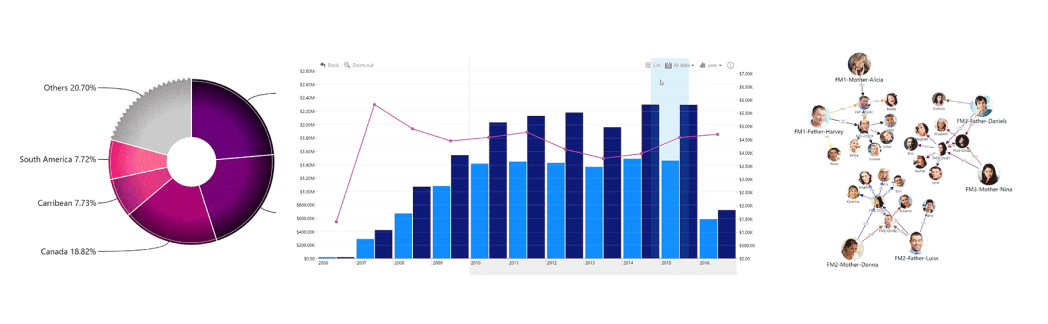 Others 20.70%
South America 7.72%
Carribean 7.73%
Canada 18.82%
Back
Zoom-out
Lin
All data
year
$2.80M
$2.60M
$2.40M
$2.20M
$2.00M
$1.80M
$1.60M
$1.40M
$1.20M
$1.00M
$800.00K
$600.00K
$400.00K
$200.00K
$0.00
$7.00K
$6.50K
$6.00K
$5.50K
$5.00K
$4.50K
$4.00K
$3.50K
$3.00K
$2.50K
$2.00K
$1.50K
$1.00K
$500.00
$0.00
2006
2007
2008
2009
2010
2011
2012
2013
2014
2015
2016
FM1-Mother-Alicia
FM1-Father-Harvey
FM3-Father-Daniels
FM3-Mother-Nina
FM2-Mother-Donna
FM2-Father-Luiss